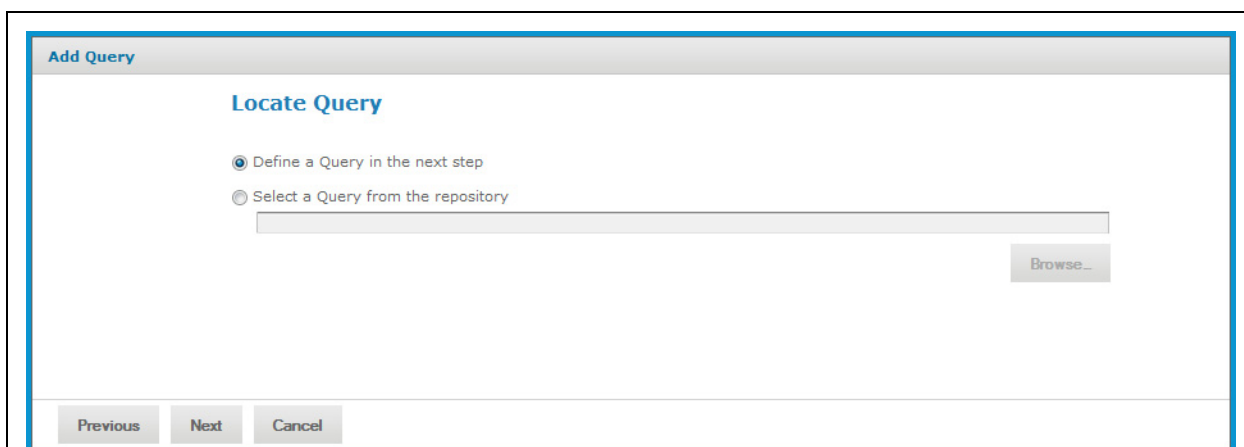 Add Query
Locate Query
Define a Query in the next step
Select a Query from the repository
Browse...
Previous Next Cancel